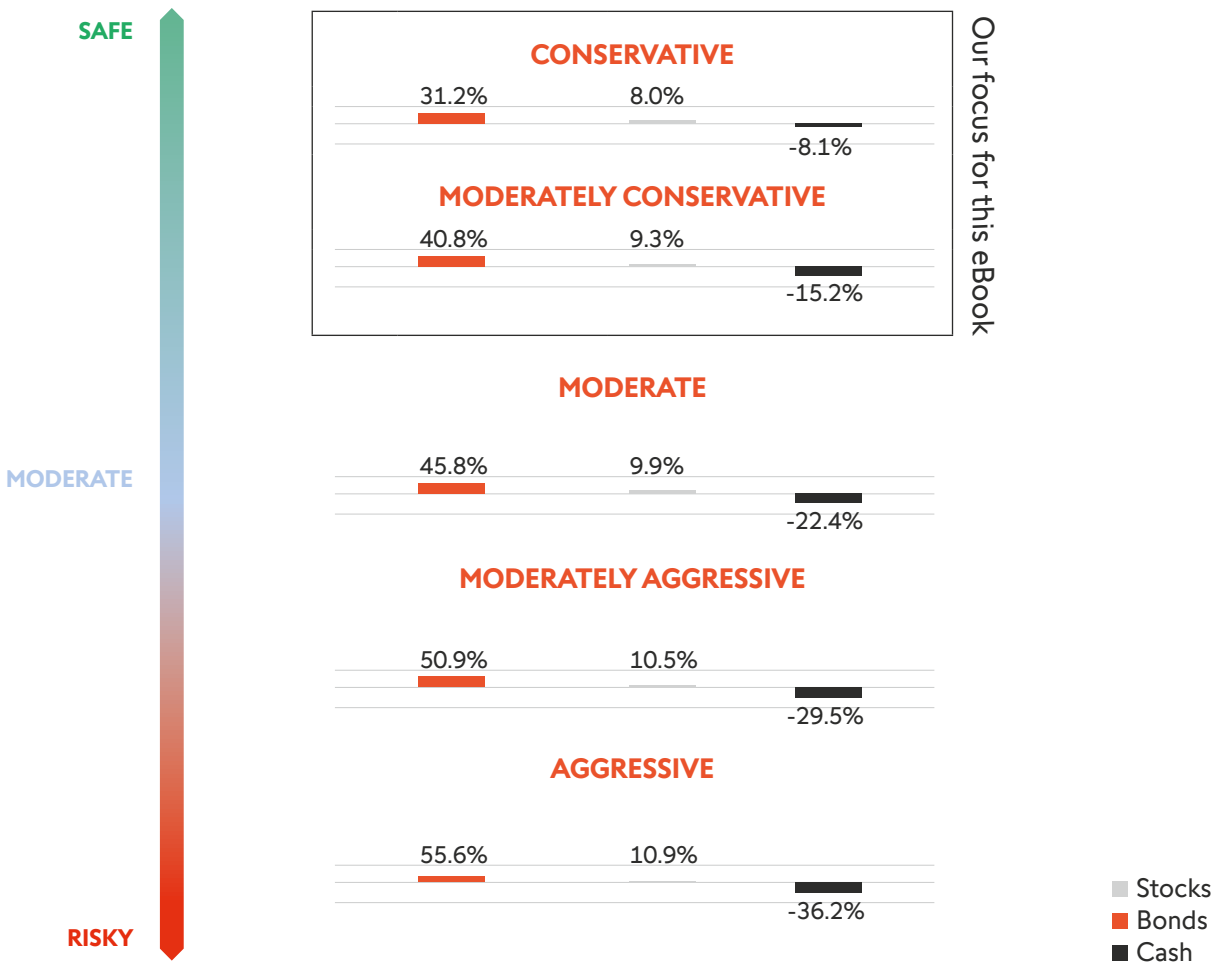 SAFE
CONSERVATIVE
31.2% 8.0%
-8.1%
MODERATELY CONSERVATIVE
40.8% 9.3%
-15.2%
Our focus for this eBook
MODERATE
MODERATE
45.8% 9.9%
-22.4%
MODERATELY AGGRESSIVE
50.9% 10.5%
-29.5%
AGGRESSIVE
55.6% 10.9%
-36.2%
RISKY
Stocks
Bonds
Cash